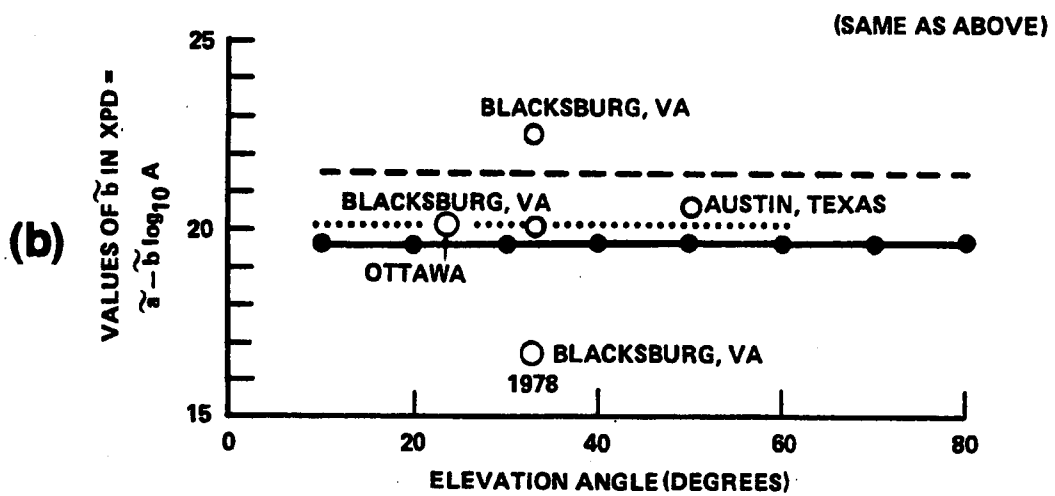 (SAME AS ABOVE)
(b)
VALUES OF b̃ IN XPD =
ã – b̃ log10 A
25
20
15
BLACKSBURG, VA
BLACKSBURG, VA
AUSTIN, TEXAS
OTTAWA
BLACKSBURG, VA
1978
0 20 40 60 80
ELEVATION ANGLE (DEGREES)